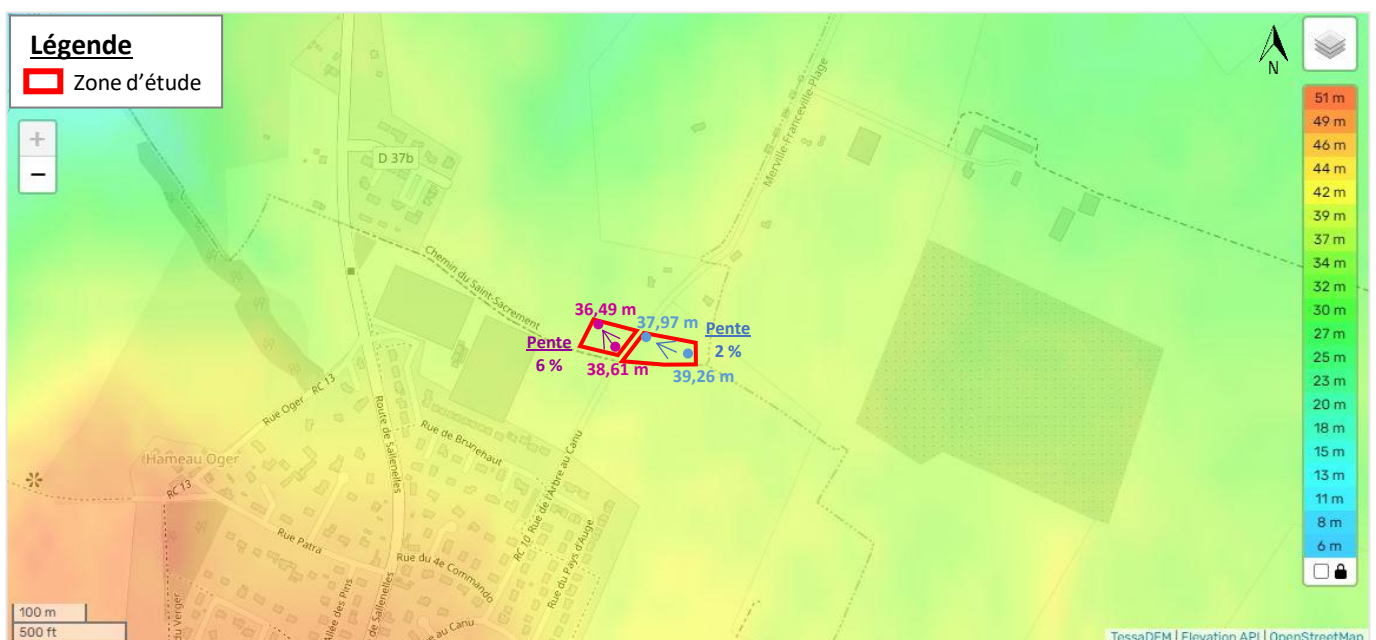 Légende
Zone d'étude
N
+
−
D 37b
Merville-Franceville-Plage
Chemin du Saint-Sacrement
36,49 m
37,97 m
Pente
2 %
Pente
6 %
38,61 m
39,26 m
Rue Oger
RC 13
Route de Sallenelles
Rue de Brunehaut
Hameau Oger
RC 13
Rue Patra
Rue du 4e Commando
RC 10 Rue de l'Arbre au Canu
Rue du Pays d'Auge
Allée des Pins
de Sallenelles
du Verger
e au Canu
51 m
49 m
46 m
44 m
42 m
39 m
37 m
34 m
32 m
30 m
27 m
25 m
23 m
20 m
18 m
15 m
13 m
11 m
8 m
6 m
100 m
500 ft
TessaDEM | Elevation API | OpenStreetMap